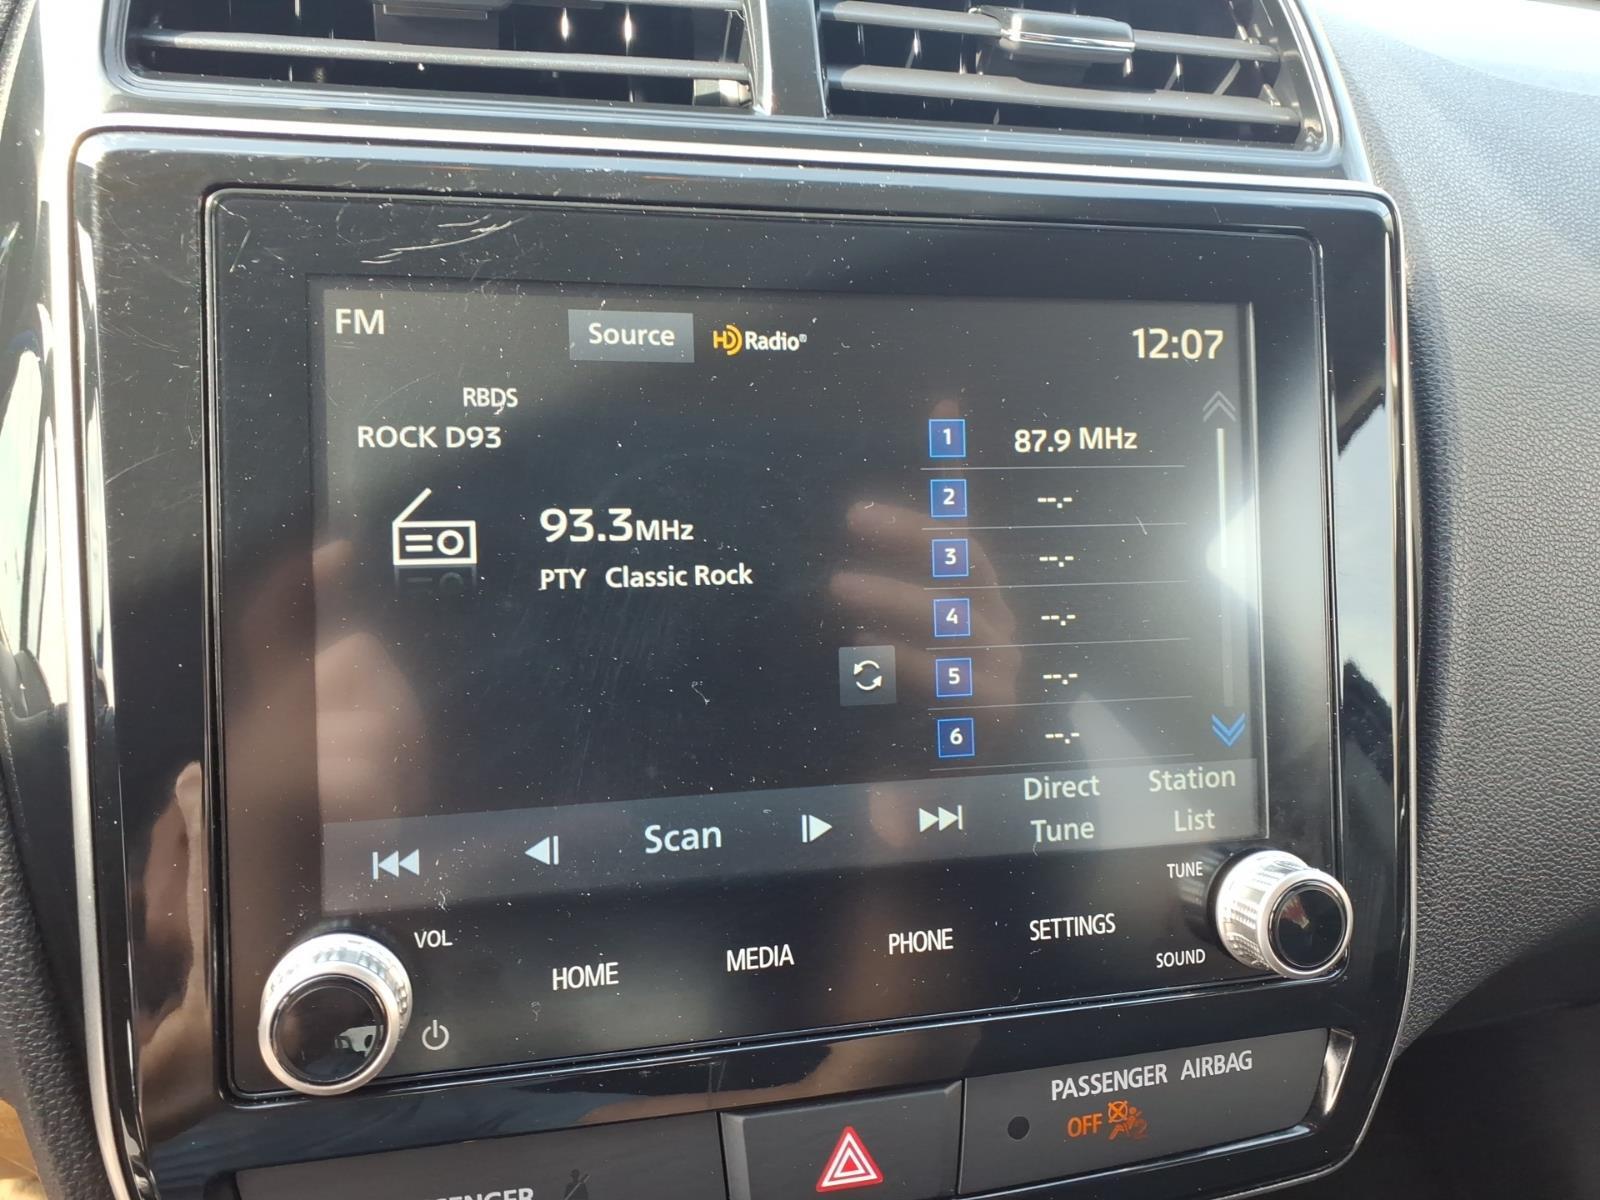 FM
Source
HD Radio®
12:07
RBDS
ROCK D93
93.3MHz
PTY Classic Rock
1 87.9 MHz
2 --.-
3 --.-
4 --.-
5 --.-
6 --.-
Scan
Direct Tune
Station List
TUNE
SOUND
VOL
HOME
MEDIA
PHONE
SETTINGS
PASSENGER AIRBAG
OFF